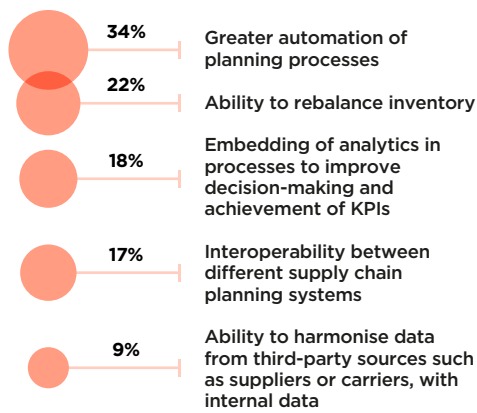 34%
Greater automation of
planning processes
22%
Ability to rebalance inventory
18%
Embedding of analytics in
processes to improve
decision-making and
achievement of KPIs
17%
Interoperability between
different supply chain
planning systems
9%
Ability to harmonise data
from third-party sources such
as suppliers or carriers, with
internal data